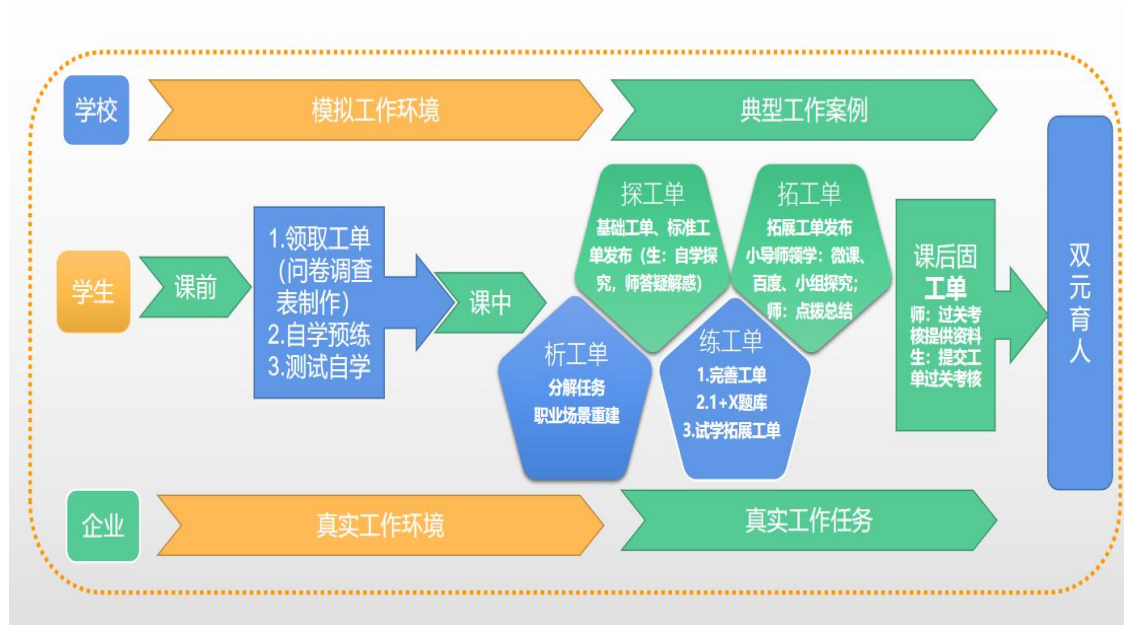 学校
模拟工作环境
典型工作案例
学生
课前
1.领取工单
（问卷调查
表制作）
2.自学预练
3.测试自学
课中
析工单
分解任务
职业场景重建
探工单
基础工单、标准工
单发布（生：自学探
究，师答疑解惑）
练工单
1.完善工单
2.1+X题库
3.试学拓展工单
拓工单
拓展工单发布
小导师领学：微课、
百度、小组探究；
师：点拨总结
课后固
工单
师：过关考
核提供资料
生：提交工
单过关考核
双元育人
企业
真实工作环境
真实工作任务